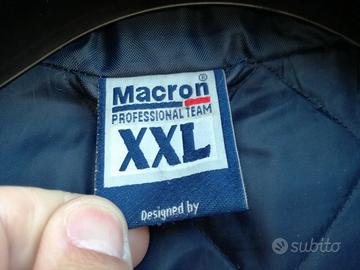 Macron®
PROFESSIONAL TEAM
XXL
Designed by
subito